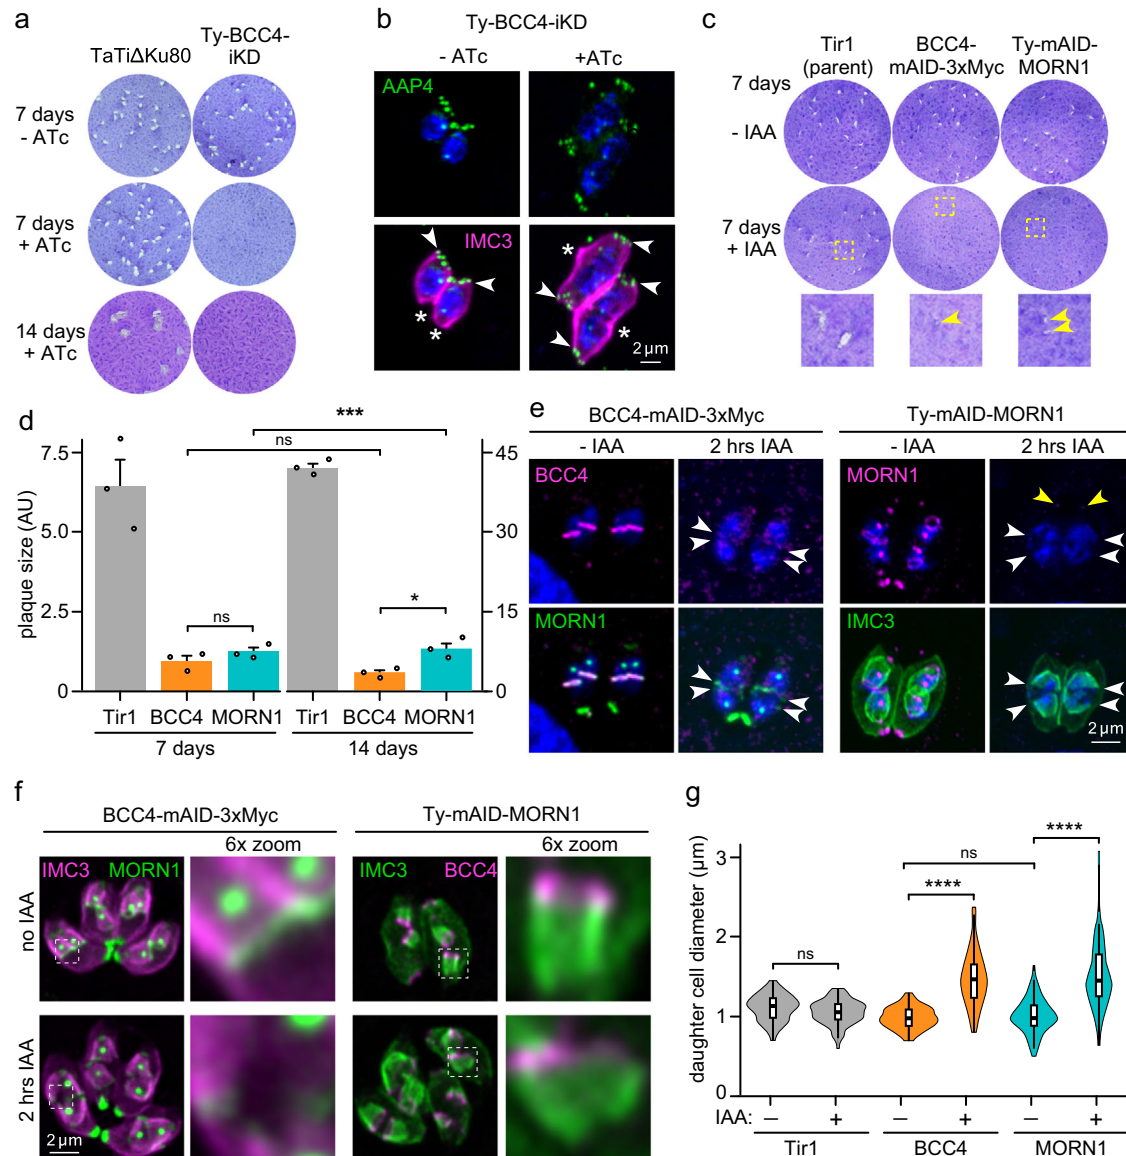 a
TaTiΔKu80
Ty-BCC4-
iKD
7 days
- ATc
7 days
+ ATc
14 days
+ ATc
b
Ty-BCC4-iKD
- ATc
+ATc
AAP4
IMC3
*
*
*
*
2 µm
c
Tir1
(parent)
BCC4-
mAID-3xMyc
Ty-mAID-
MORN1
7 days
- IAA
7 days
+ IAA
d
plaque size (AU)
7.5
5.0
2.5
0
45
30
15
0
***
ns
ns
*
Tir1 BCC4 MORN1
Tir1 BCC4 MORN1
7 days
14 days
e
BCC4-mAID-3xMyc
Ty-mAID-MORN1
- IAA
2 hrs IAA
- IAA
2 hrs IAA
BCC4
MORN1
MORN1
IMC3
2 µm
f
BCC4-mAID-3xMyc
Ty-mAID-MORN1
6x zoom
6x zoom
no IAA
IMC3 MORN1
IMC3 BCC4
2 hrs IAA
2 µm
g
daughter cell diameter (µm)
3
2
1
0
ns
ns
****
****
IAA: – + – + – +
Tir1
BCC4
MORN1